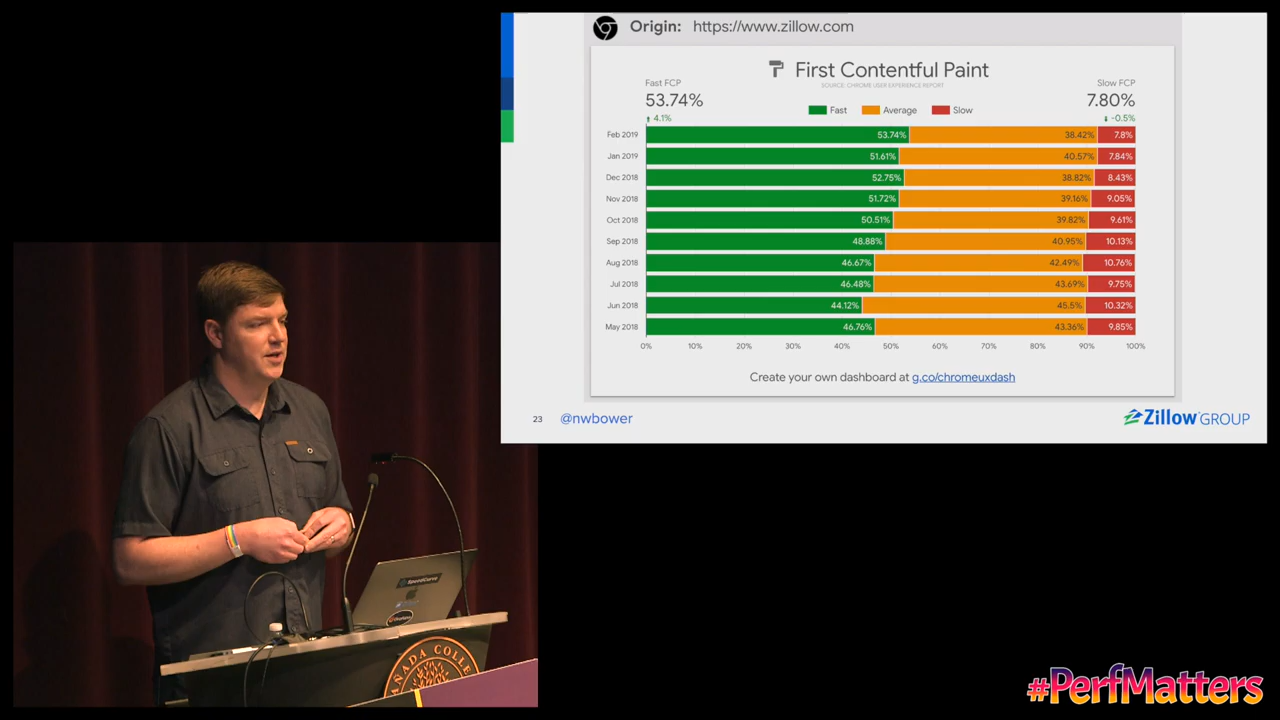 Origin: https://www.zillow.com
First Contentful Paint
SOURCE: CHROME USER EXPERIENCE REPORT
Fast FCP
53.74%
4.1%
Slow FCP
7.80%
-0.5%
Fast Average Slow
Feb 2019 53.74% 38.42% 7.8%
Jan 2019 51.61% 40.57% 7.84%
Dec 2018 52.75% 38.82% 8.43%
Nov 2018 51.72% 39.16% 9.05%
Oct 2018 50.51% 39.82% 9.61%
Sep 2018 48.88% 40.95% 10.13%
Aug 2018 46.67% 42.49% 10.76%
Jul 2018 46.48% 43.69% 9.75%
Jun 2018 44.12% 45.5% 10.32%
May 2018 46.76% 43.36% 9.85%
0% 10% 20% 30% 40% 50% 60% 70% 80% 90% 100%
Create your own dashboard at g.co/chromeuxdash
23 @nwbower
Zillow GROUP
SpeedCurve
CAÑADA COLLE
#PerfMatters